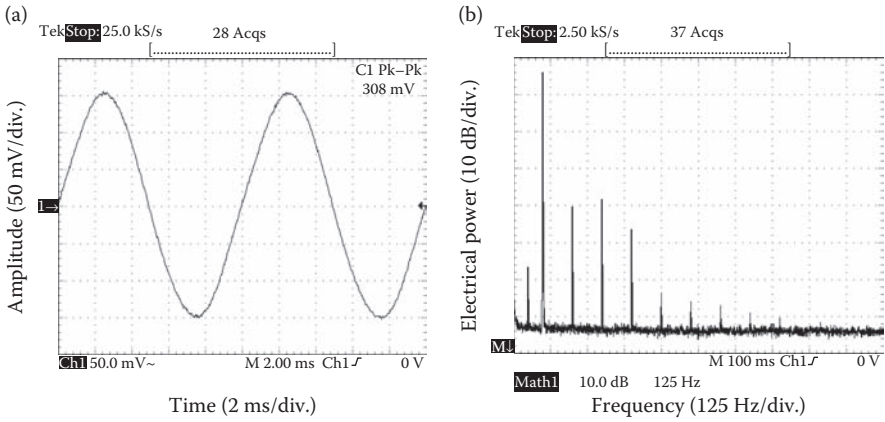 (a)
Tek Stop: 25.0 kS/s 28 Acqs
C1 Pk–Pk
308 mV
Amplitude (50 mV/div.)
1→
Ch1 50.0 mV~ M 2.00 ms Ch1 0 V
Time (2 ms/div.)
(b)
Tek Stop: 2.50 kS/s 37 Acqs
Electrical power (10 dB/div.)
M↓
M 100 ms Ch1 0 V
Math1 10.0 dB 125 Hz
Frequency (125 Hz/div.)